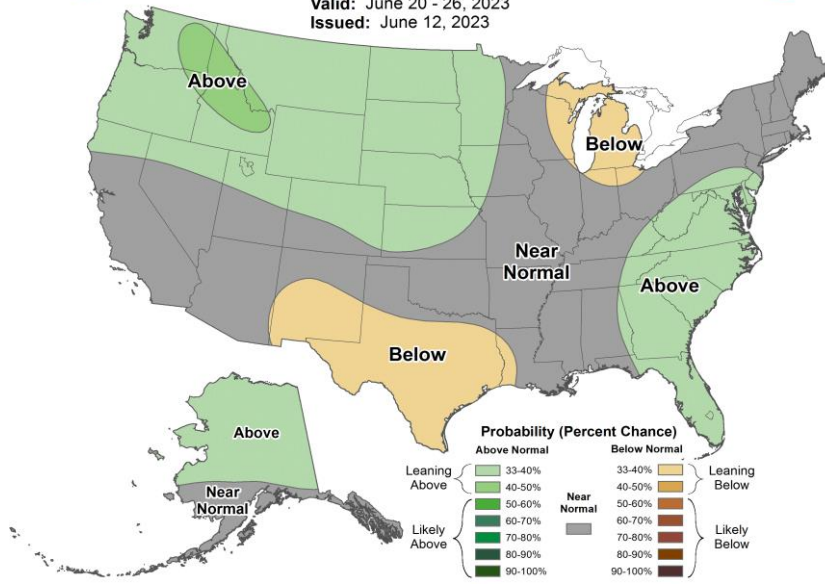 Valid: June 20 - 26, 2023
Issued: June 12, 2023
Above
Below
Near
Normal
Above
Below
Above
Near
Normal
Probability (Percent Chance)
Above Normal
Below Normal
Leaning
Above
33-40%
40-50%
Likely
Above
50-60%
60-70%
70-80%
80-90%
90-100%
Near
Normal
33-40%
40-50%
Leaning
Below
50-60%
60-70%
70-80%
80-90%
90-100%
Likely
Below